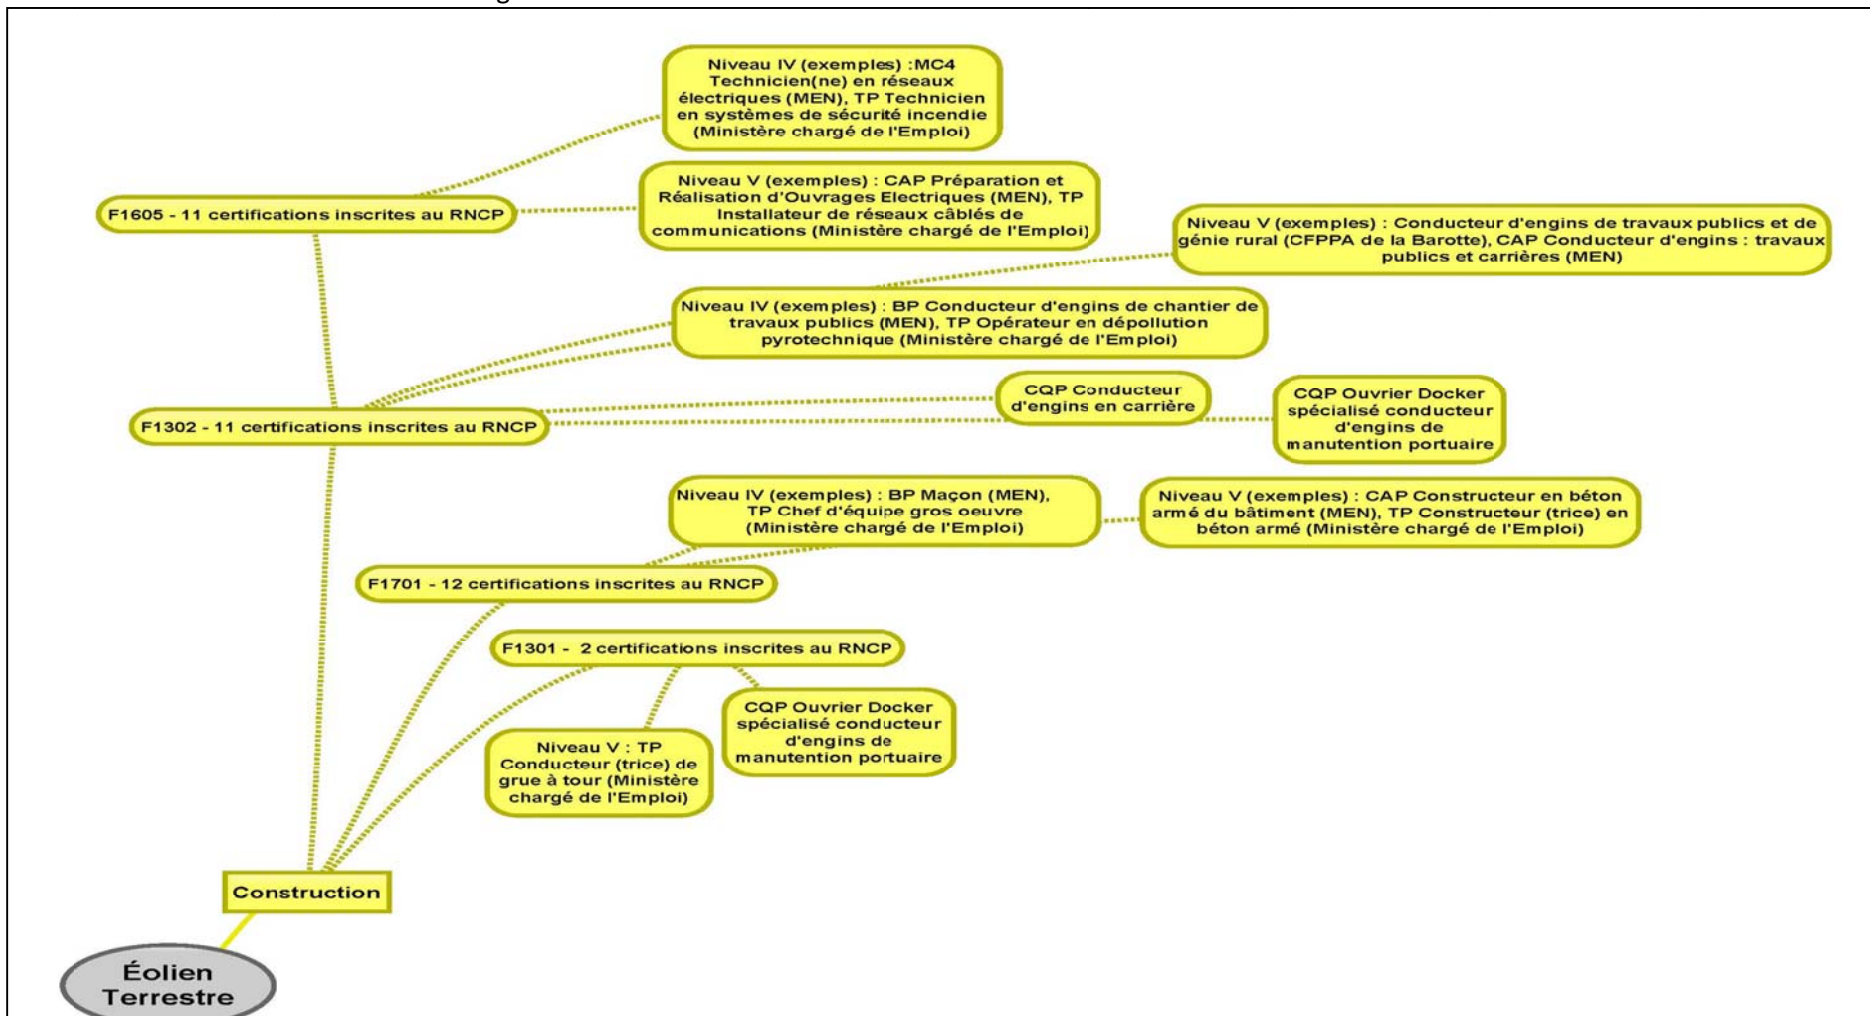 Niveau IV (exemples) :MC4
Technicien(ne) en réseaux
électriques (MEN), TP Technicien
en systèmes de sécurité incendie
(Ministère chargé de l'Emploi)
Niveau V (exemples) : CAP Préparation et
Réalisation d'Ouvrages Electriques (MEN), TP
Installateur de réseaux câblés de
communications (Ministère chargé de l'Emploi)
F1605 - 11 certifications inscrites au RNCP
Niveau V (exemples) : Conducteur d'engins de travaux publics et de
génie rural (CFPPA de la Barotte), CAP Conducteur d'engins : travaux
publics et carrières (MEN)
Niveau IV (exemples) : BP Conducteur d'engins de chantier de
travaux publics (MEN), TP Opérateur en dépollution
pyrotechnique (Ministère chargé de l'Emploi)
CQP Conducteur
d'engins en carrière
CQP Ouvrier Docker
spécialisé conducteur
d'engins de
manutention portuaire
F1302 - 11 certifications inscrites au RNCP
Niveau IV (exemples) : BP Maçon (MEN),
TP Chef d'équipe gros oeuvre
(Ministère chargé de l'Emploi)
Niveau V (exemples) : CAP Constructeur en béton
armé du bâtiment (MEN), TP Constructeur (trice) en
béton armé (Ministère chargé de l'Emploi)
F1701 - 12 certifications inscrites au RNCP
F1301 -  2 certifications inscrites au RNCP
CQP Ouvrier Docker
spécialisé conducteur
d'engins de
manutention portuaire
Niveau V : TP
Conducteur (trice) de
grue à tour (Ministère
chargé de l'Emploi)
Construction
Éolien
Terrestre